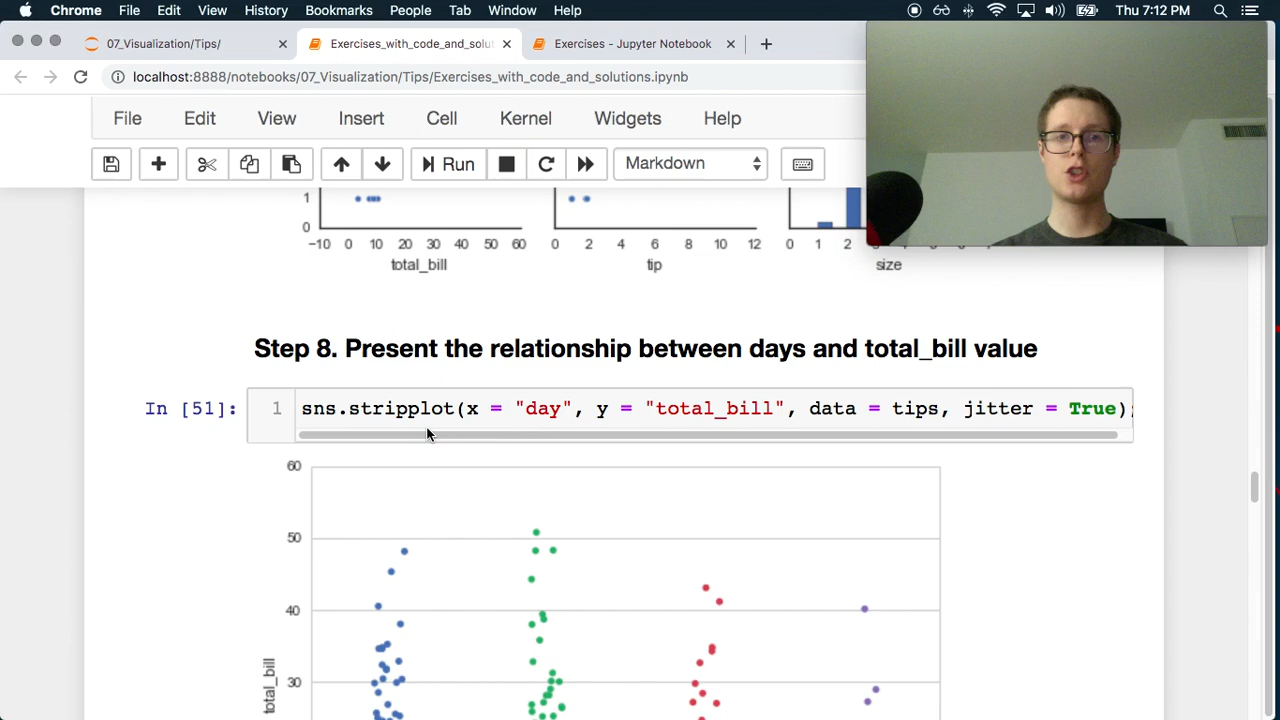 Chrome File Edit View History Bookmarks People Tab Window Help Thu 7:12 PM
07_Visualization/Tips/ Exercises_with_code_and_solut Exercises - Jupyter Notebook
localhost:8888/notebooks/07_Visualization/Tips/Exercises_with_code_and_solutions.ipynb
File Edit View Insert Cell Kernel Widgets Help
Run Markdown
1
0
−10 0 10 20 30 40 50 60 0 2 4 6 8 10 12 0 1 2
total_bill tip size
Step 8. Present the relationship between days and total_bill value
In [51]: 1 sns.stripplot(x = "day", y = "total_bill", data = tips, jitter = True);
60
50
40
30
total_bill